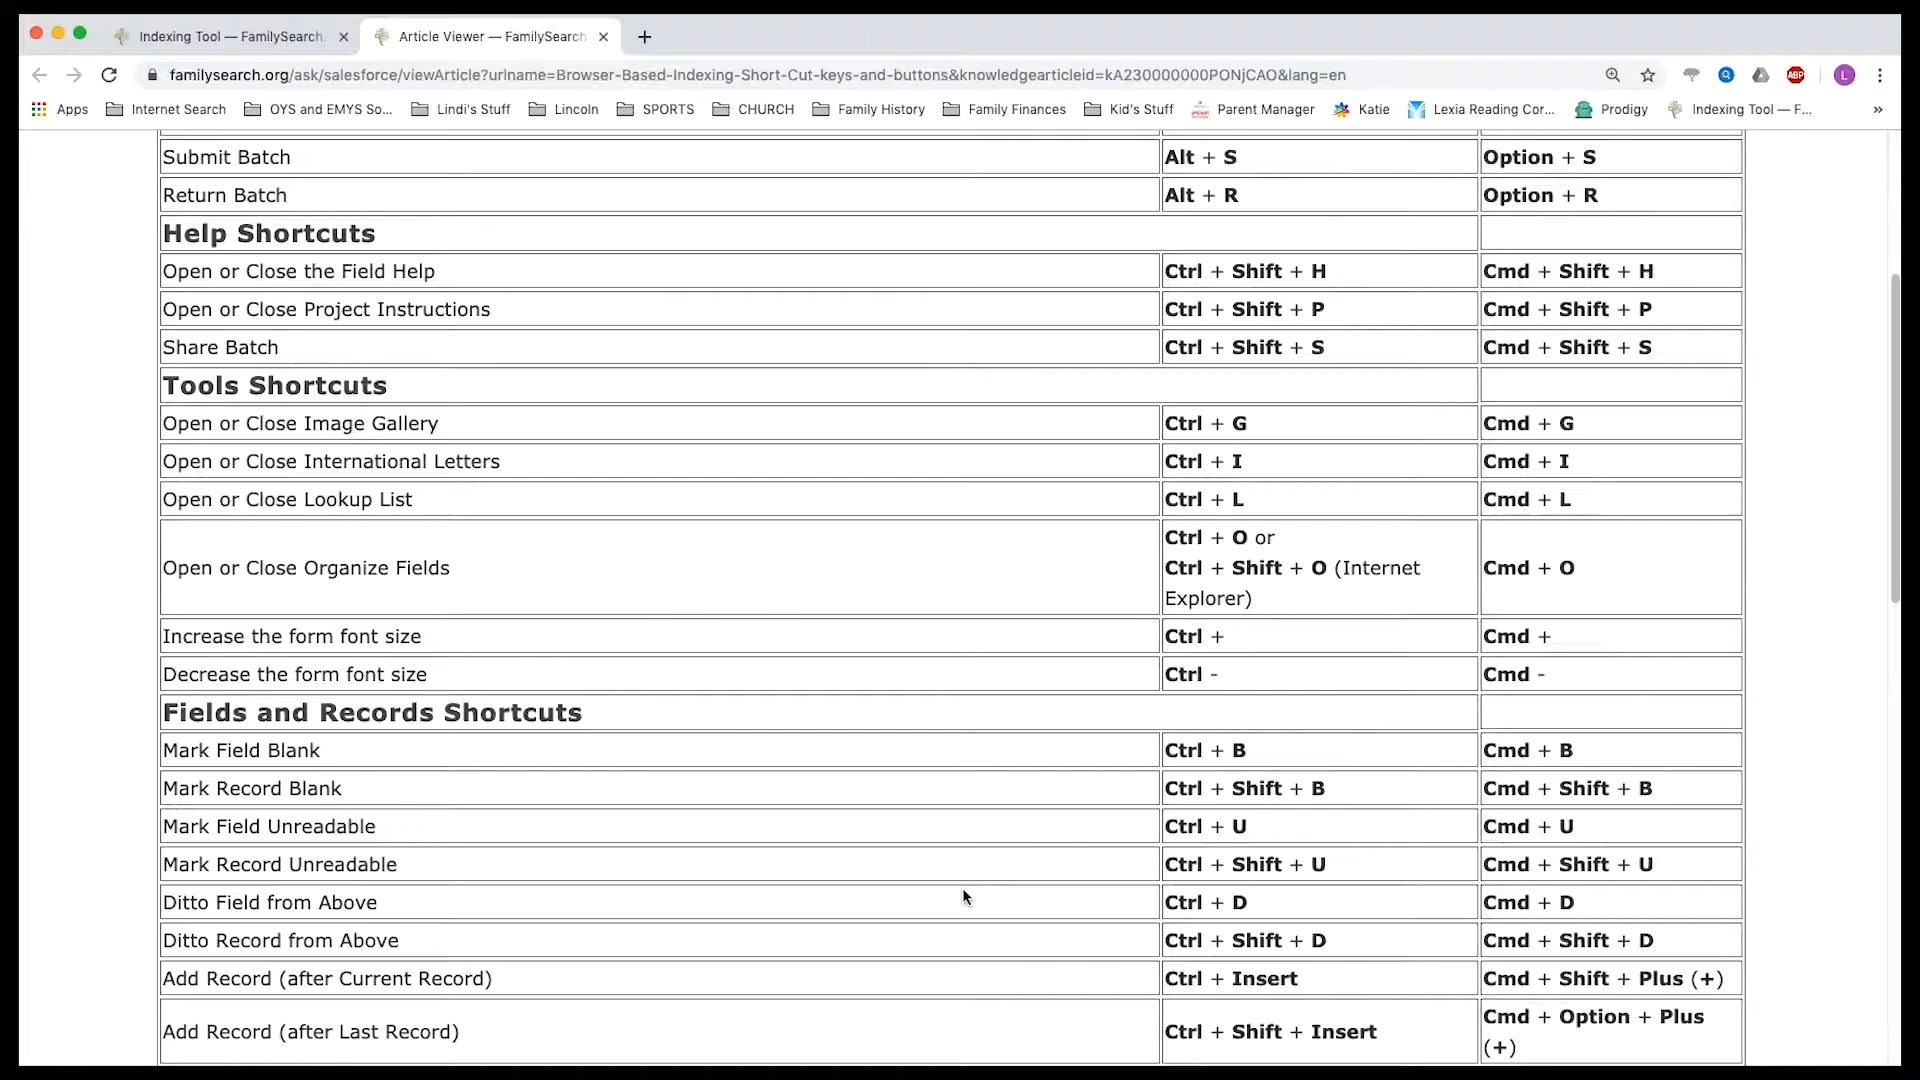 Indexing Tool — FamilySearch
Article Viewer — FamilySearch
familysearch.org/ask/salesforce/viewArticle?urlname=Browser-Based-Indexing-Short-Cut-keys-and-buttons&knowledgearticleid=kA230000000PONjCAO&lang=en
ABP
L
Apps
Internet Search
OYS and EMYS So...
Lindi's Stuff
Lincoln
SPORTS
CHURCH
Family History
Family Finances
Kid's Stuff
Parent Manager
Katie
Lexia Reading Cor...
Prodigy
Indexing Tool — F...
»
Submit Batch Alt + S Option + S
Return Batch Alt + R Option + R
Help Shortcuts
Open or Close the Field Help Ctrl + Shift + H Cmd + Shift + H
Open or Close Project Instructions Ctrl + Shift + P Cmd + Shift + P
Share Batch Ctrl + Shift + S Cmd + Shift + S
Tools Shortcuts
Open or Close Image Gallery Ctrl + G Cmd + G
Open or Close International Letters Ctrl + I Cmd + I
Open or Close Lookup List Ctrl + L Cmd + L
Open or Close Organize Fields
Ctrl + O or
Ctrl + Shift + O (Internet
Explorer)
Cmd + O
Increase the form font size Ctrl + Cmd +
Decrease the form font size Ctrl - Cmd -
Fields and Records Shortcuts
Mark Field Blank Ctrl + B Cmd + B
Mark Record Blank Ctrl + Shift + B Cmd + Shift + B
Mark Field Unreadable Ctrl + U Cmd + U
Mark Record Unreadable Ctrl + Shift + U Cmd + Shift + U
Ditto Field from Above Ctrl + D Cmd + D
Ditto Record from Above Ctrl + Shift + D Cmd + Shift + D
Add Record (after Current Record) Ctrl + Insert Cmd + Shift + Plus (+)
Add Record (after Last Record) Ctrl + Shift + Insert
Cmd + Option + Plus
(+)